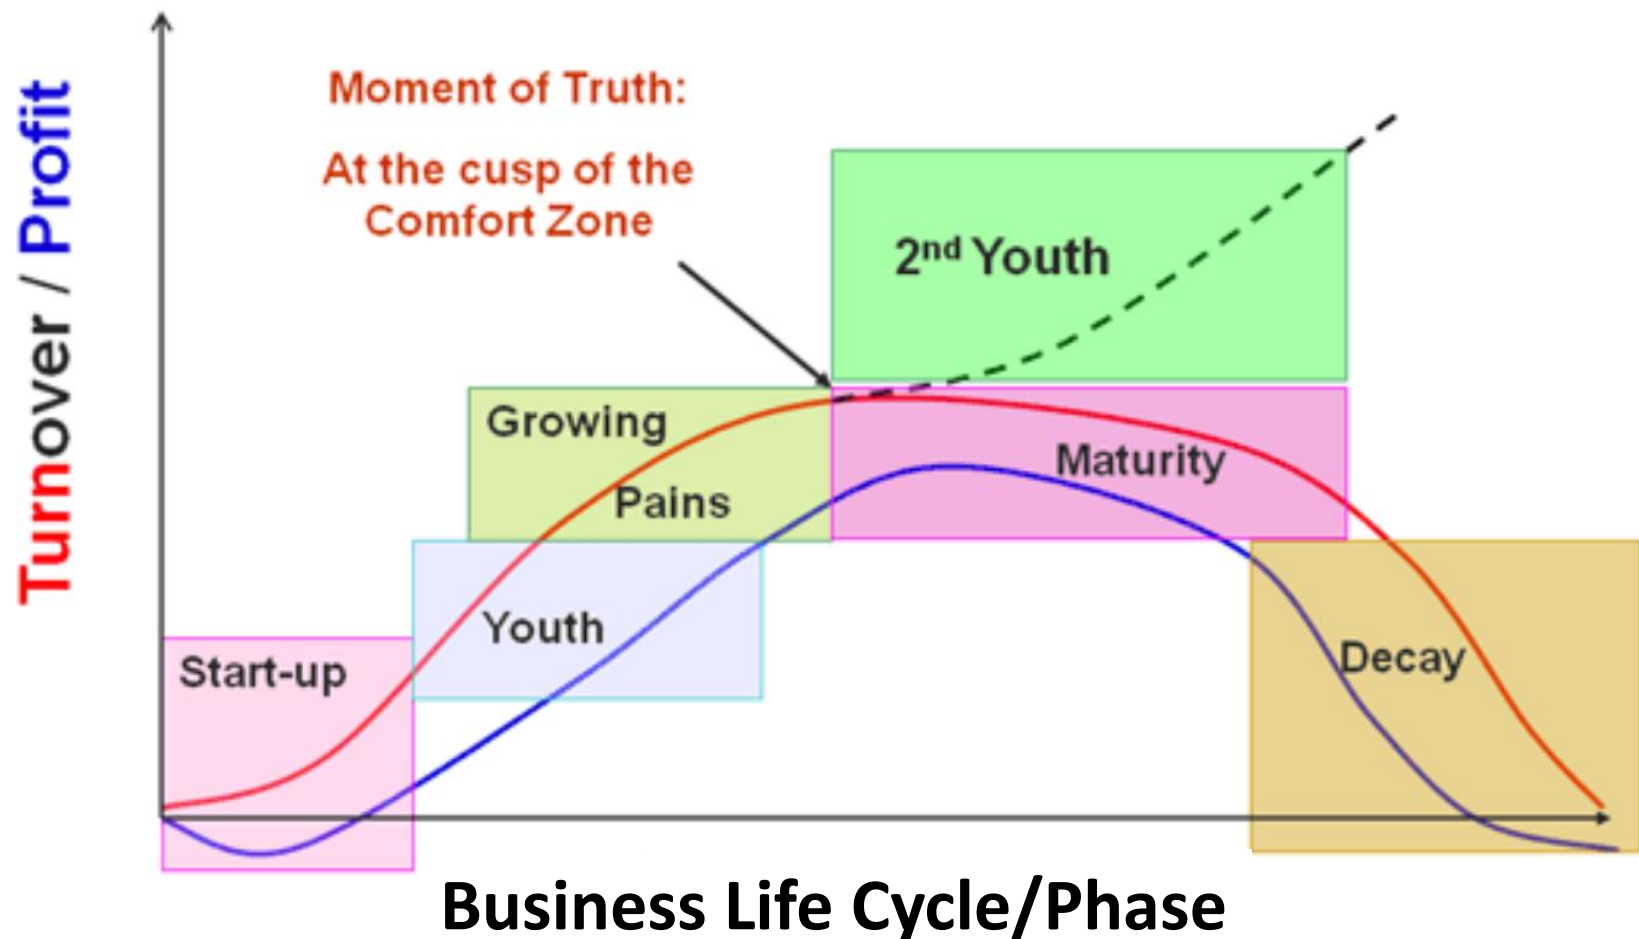 Turnover / Profit
Moment of Truth:
At the cusp of the
Comfort Zone
2nd Youth
Growing
Pains
Maturity
Youth
Start-up
Decay
Business Life Cycle/Phase